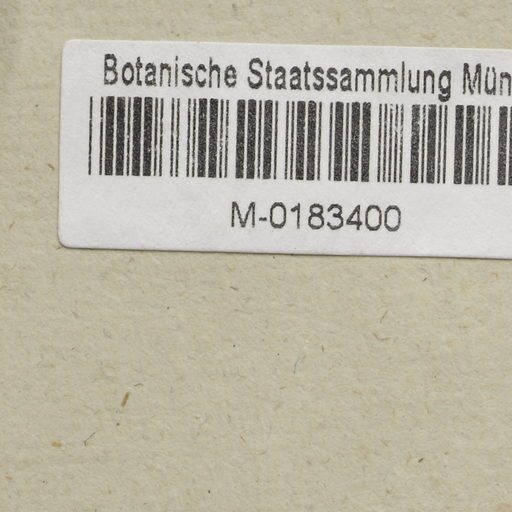 Botanische Staatssammlung Mün
M-0183400